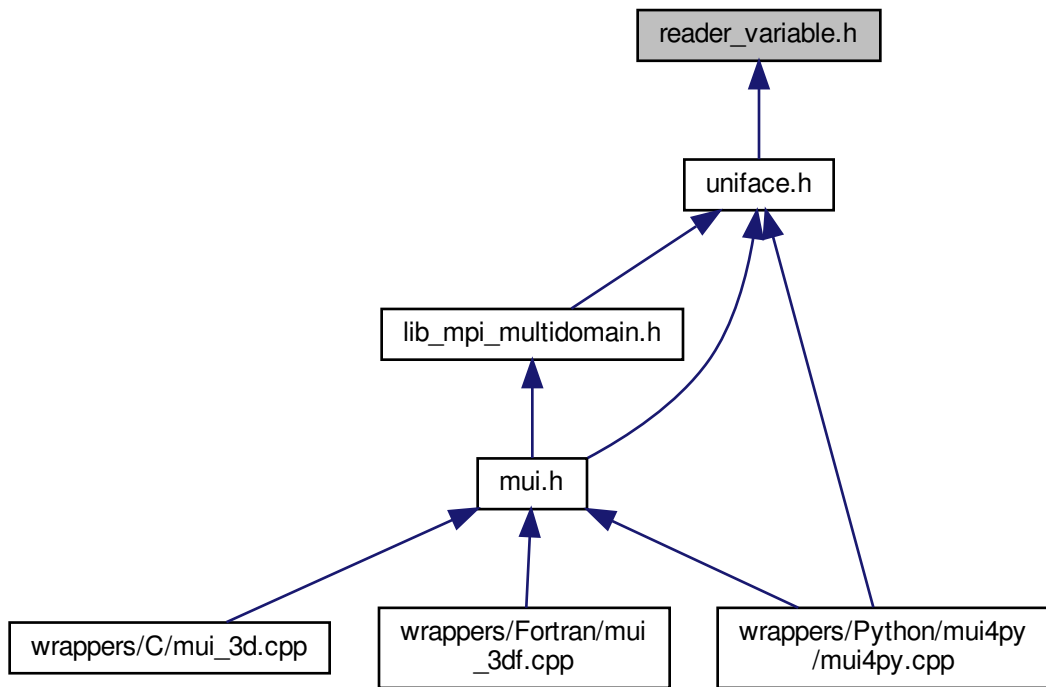 reader_variable.h
uniface.h
lib_mpi_multidomain.h
mui.h
wrappers/C/mui_3d.cpp
wrappers/Fortran/mui
_3df.cpp
wrappers/Python/mui4py
/mui4py.cpp